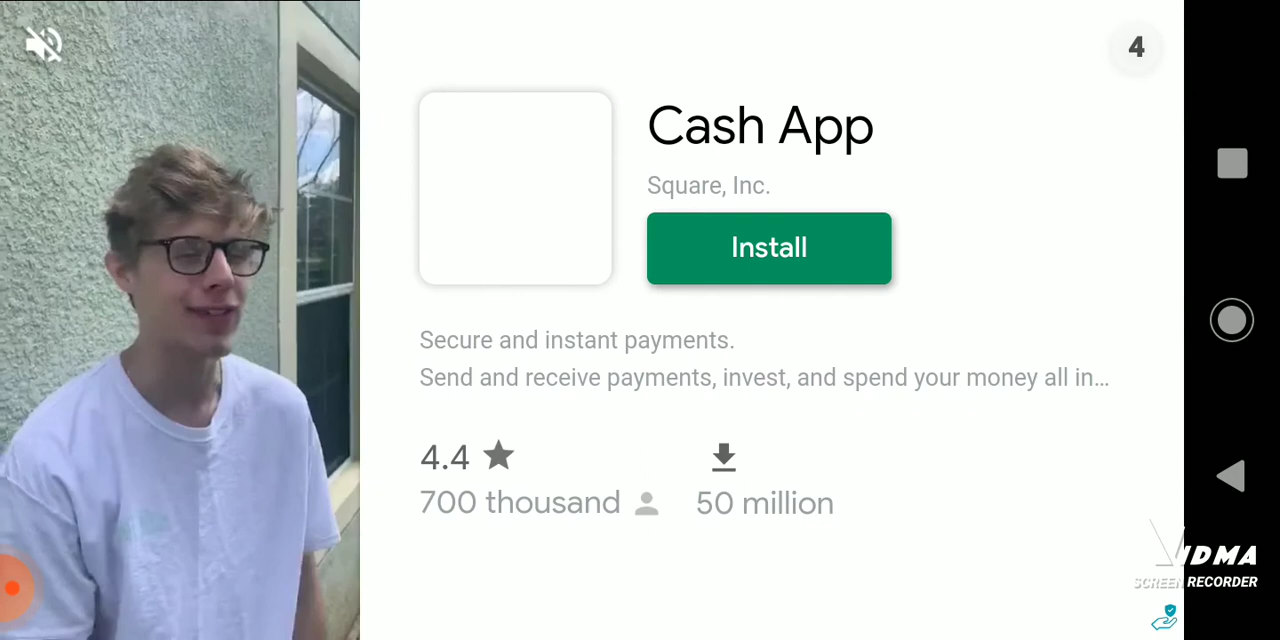 4
Cash App
Square, Inc.
Install
Secure and instant payments.
Send and receive payments, invest, and spend your money all in...
4.4
700 thousand
50 million
VIDMA
SCREEN RECORDER